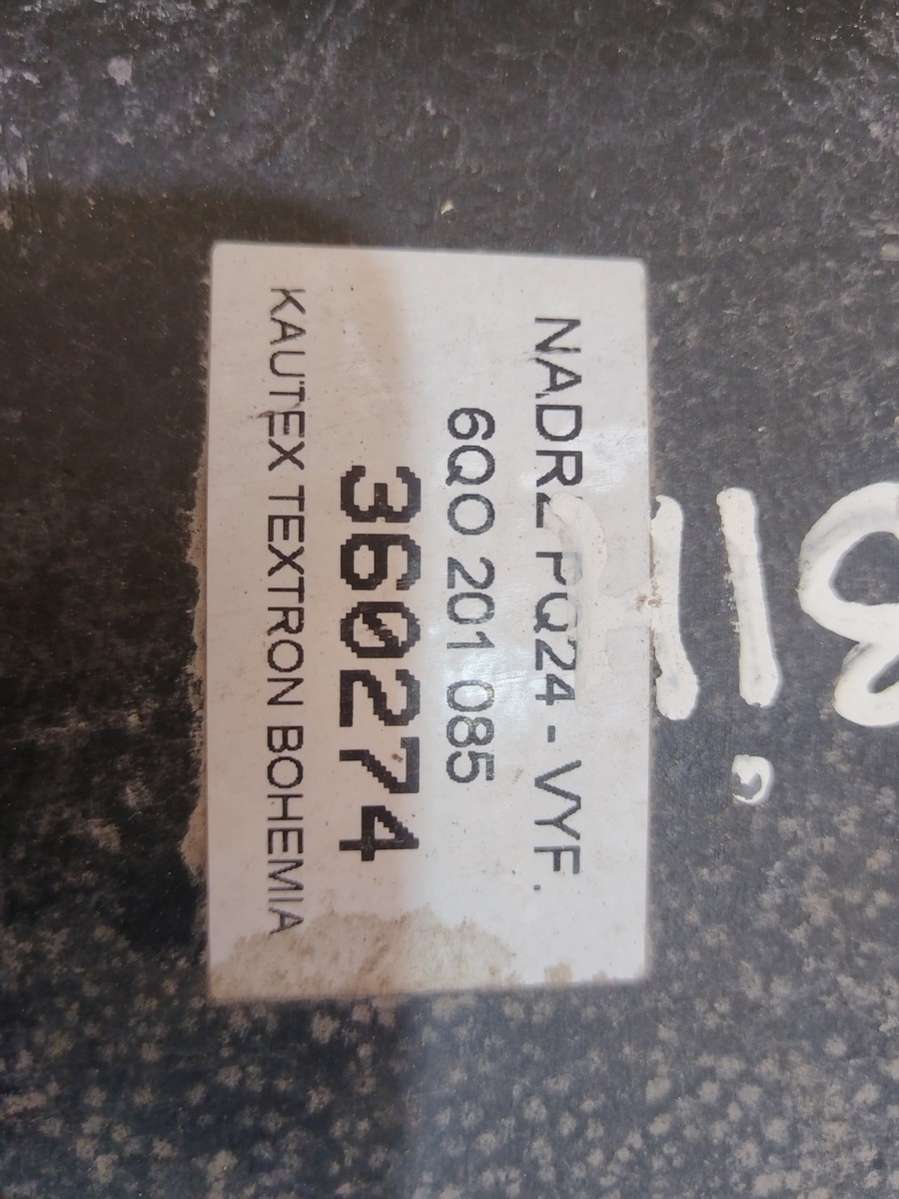 NADRZ PQ24 - VYF.
6Q0 201 085
360274
KAUTEX TEXTRON BOHEMIA